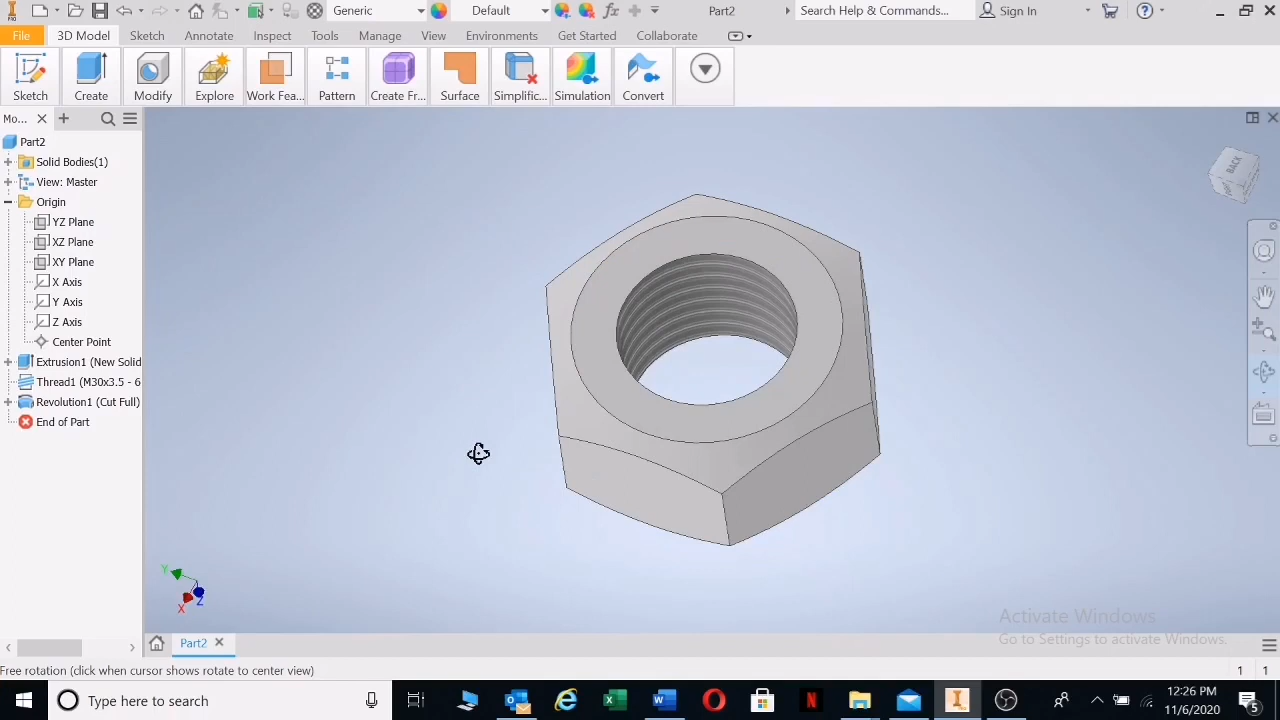 Generic
Default
Part2
Search Help & Commands...
Sign In
File
3D Model
Sketch
Annotate
Inspect
Tools
Manage
View
Environments
Get Started
Collaborate
Sketch
Create
Modify
Explore
Work Fea...
Pattern
Create Fr...
Surface
Simplific...
Simulation
Convert
Mo...
Part2
Solid Bodies(1)
View: Master
Origin
YZ Plane
XZ Plane
XY Plane
X Axis
Y Axis
Z Axis
Center Point
Extrusion1 (New Solid
Thread1 (M30x3.5 - 6
Revolution1 (Cut Full)
End of Part
BACK
Y
X
Z
Activate Windows
Go to Settings to activate Windows.
Part2
Free rotation (click when cursor shows rotate to center view)
1
1
Type here to search
12:26 PM
11/6/2020
5